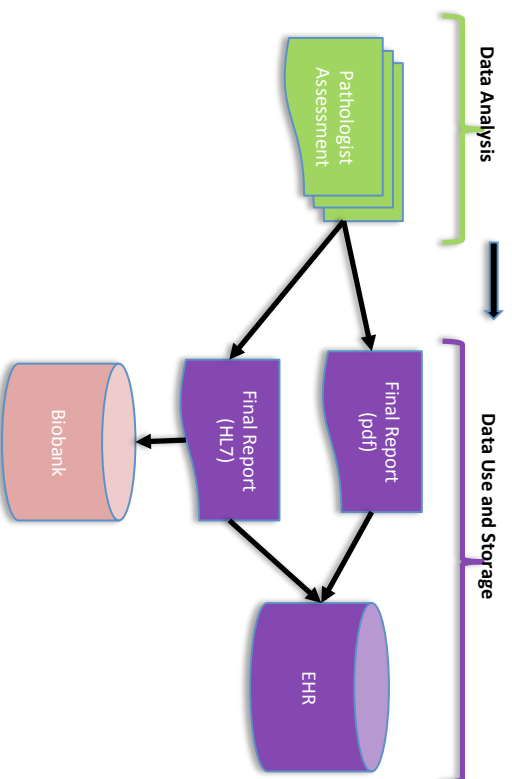 Data Analysis
Data Use and Storage
Pathologist
Assessment
Final Report
(pdf)
Final Report
(HL7)
EHR
Biobank